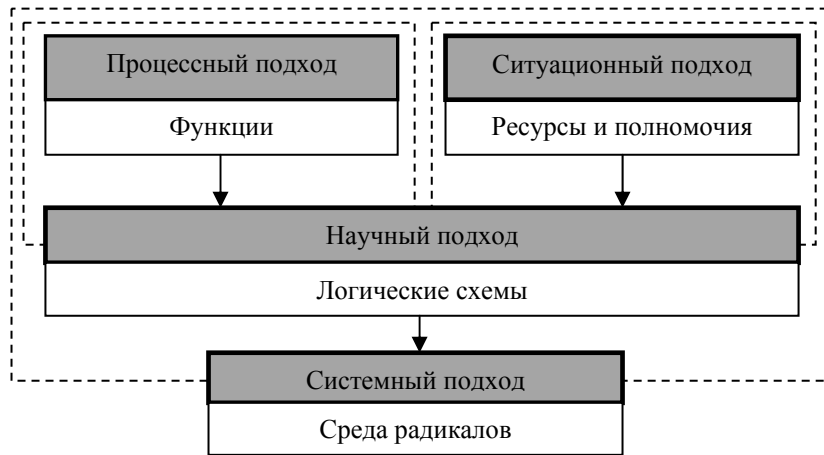 Процессный подход
Функции
Ситуационный подход
Ресурсы и полномочия
Научный подход
Логические схемы
Системный подход
Среда радикалов